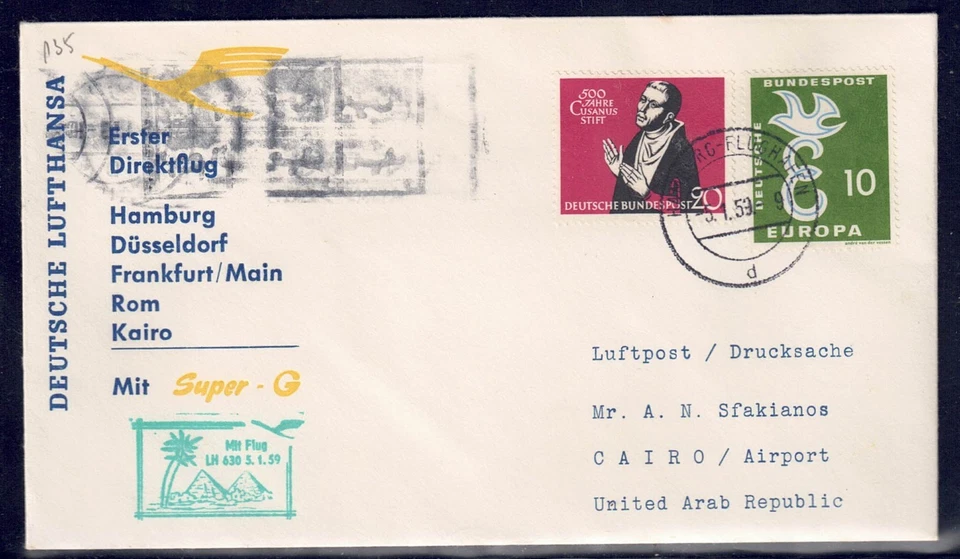 135
DEUTSCHE LUFTHANSA
Erster
Direktflug
Hamburg
Düsseldorf
Frankfurt/Main
Rom
Kairo
Mit Super-G
Mit Flug
LH 630 5.1.59
500
JAHRE
CUSANUS
STIFT
DEUTSCHE BUNDESPOST 20
BUNDESPOST
DEUTSCHE
10
EUROPA
5.1.59
9
d
Luftpost / Drucksache
Mr. A. N. Sfakianos
C A I R O / Airport
United Arab Republic